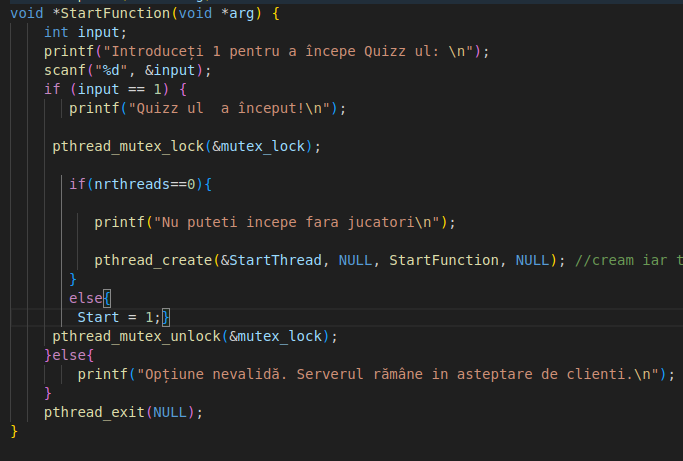 void *StartFunction(void *arg) {
int input;
printf("Introduceți 1 pentru a începe Quizz ul: \n");
scanf("%d", &input);
if (input == 1) {
printf("Quizz ul  a început!\n");
pthread_mutex_lock(&mutex_lock);
if(nrthreads==0){
printf("Nu puteti incepe fara jucatori\n");
pthread_create(&StartThread, NULL, StartFunction, NULL); //cream iar t
}
else{
Start = 1;}
pthread_mutex_unlock(&mutex_lock);
}else{
printf("Opțiune nevalidă. Serverul rămâne in asteptare de clienti.\n");
}
pthread_exit(NULL);
}